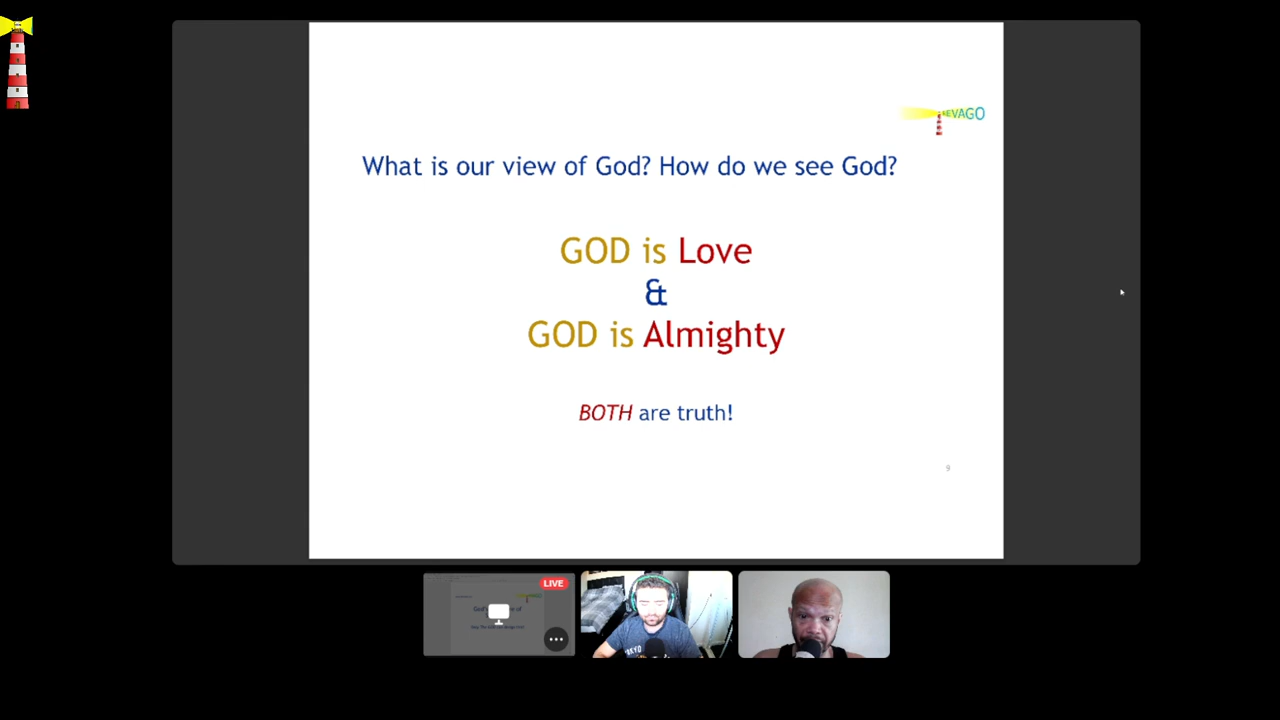 EVAGO
What is our view of God? How do we see God?
GOD is Love
&
GOD is Almighty
BOTH are truth!
9
LIVE